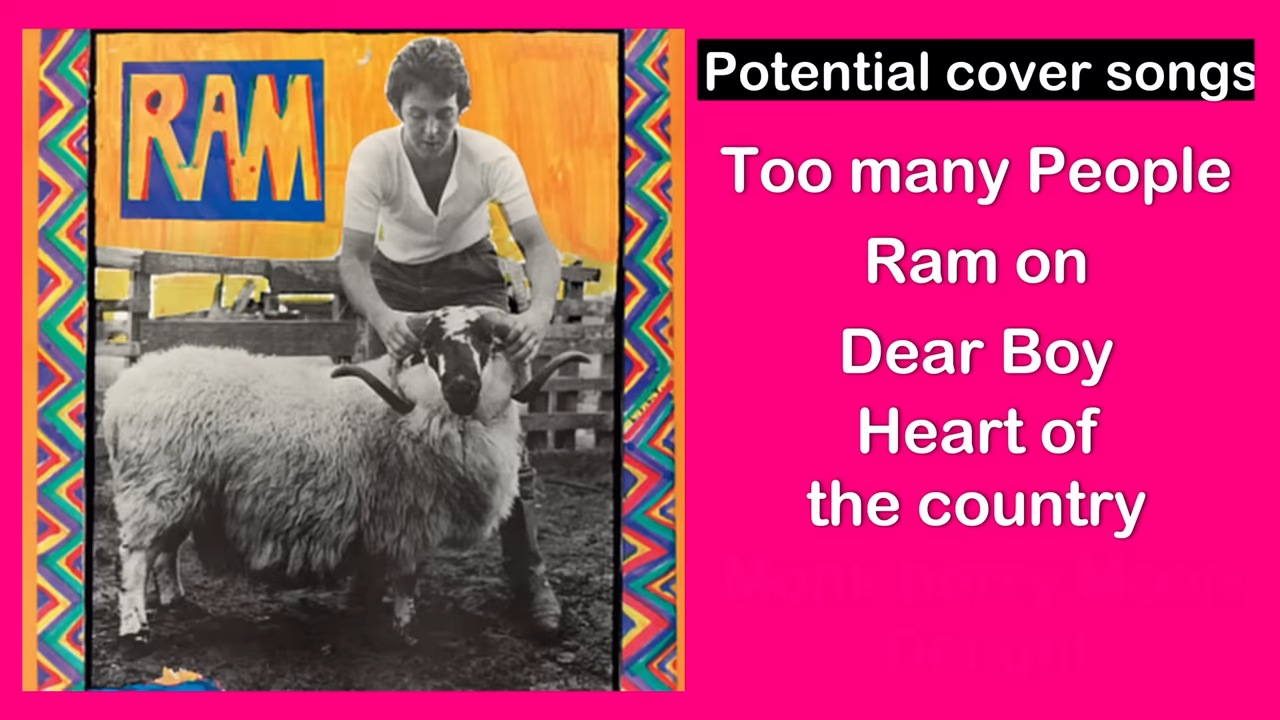 RAM
Potential cover songs
Too many People
Ram on
Dear Boy
Heart of
the country